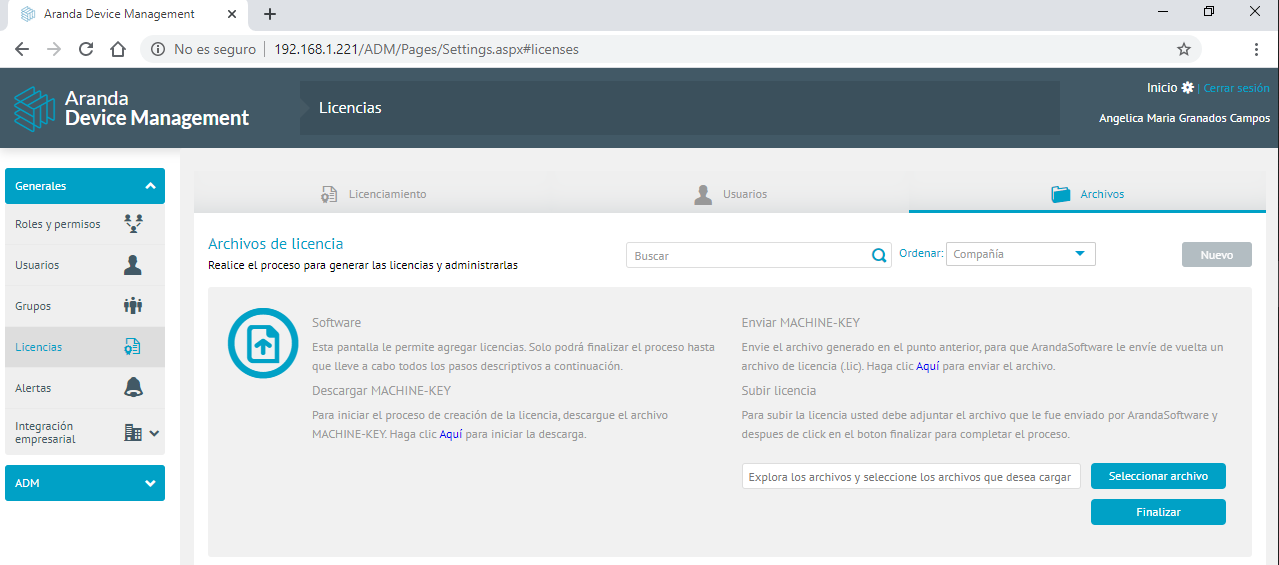 Aranda Device Management
No es seguro | 192.168.1.221/ADM/Pages/Settings.aspx#licenses
Aranda
Device Management
Licencias
Inicio | Cerrar sesión
Angelica Maria Granados Campos
Generales
Roles y permisos
Usuarios
Grupos
Licencias
Alertas
Integración
empresarial
ADM
Licenciamiento
Usuarios
Archivos
Archivos de licencia
Realice el proceso para generar las licencias y administrarlas
Buscar
Ordenar:
Compañía
Nuevo
Software
Esta pantalla le permite agregar licencias. Solo podrá finalizar el proceso hasta
que lleve a cabo todos los pasos descriptivos a continuación.
Descargar MACHINE-KEY
Para iniciar el proceso de creación de la licencia, descargue el archivo
MACHINE-KEY. Haga clic Aquí para iniciar la descarga.
Enviar MACHINE-KEY
Envie el archivo generado en el punto anterior, para que ArandaSoftware le envíe de vuelta un
archivo de licencia (.lic). Haga clic Aquí para enviar el archivo.
Subir licencia
Para subir la licencia usted debe adjuntar el archivo que le fue enviado por ArandaSoftware y
despues de click en el boton finalizar para completar el proceso.
Explora los archivos y seleccione los archivos que desea cargar
Seleccionar archivo
Finalizar